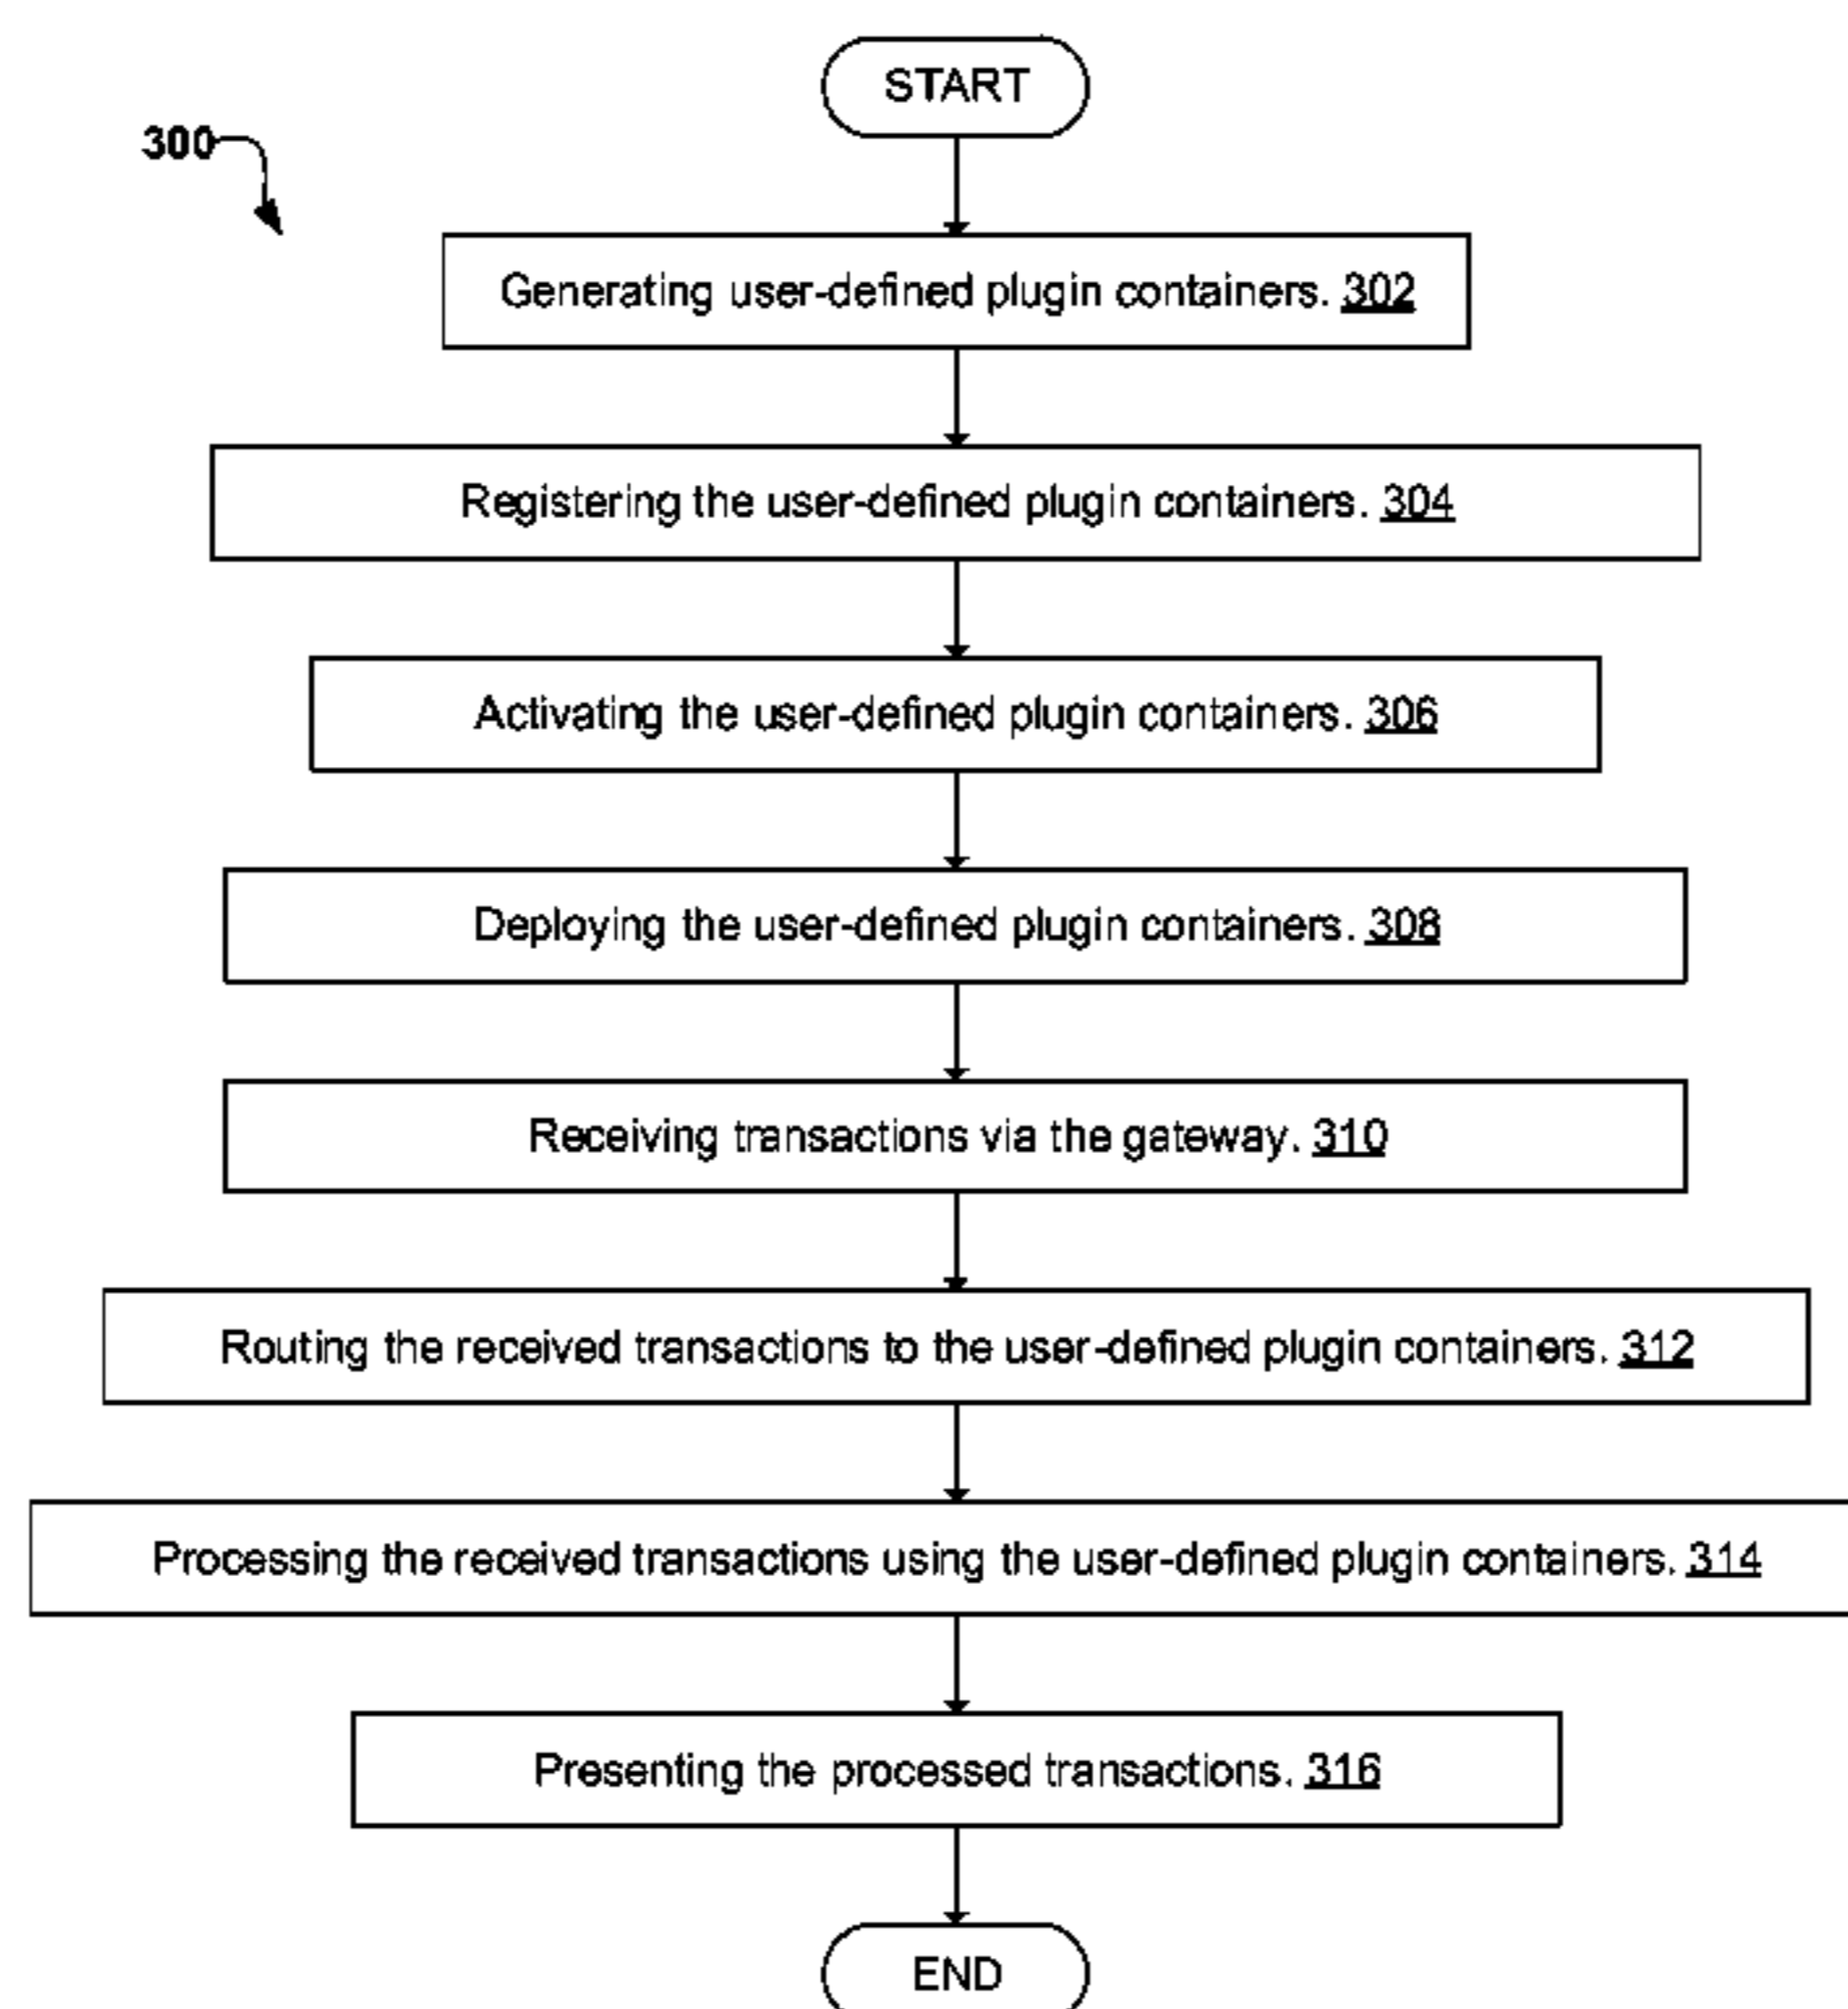 START
300
Generating user-defined plugin containers. 302
Registering the user-defined plugin containers. 304
Activating the user-defined plugin containers. 306
Deploying the user-defined plugin containers. 308
Receiving transactions via the gateway. 310
Routing the received transactions to the user-defined plugin containers. 312
Processing the received transactions using the user-defined plugin containers. 314
Presenting the processed transactions. 316
END